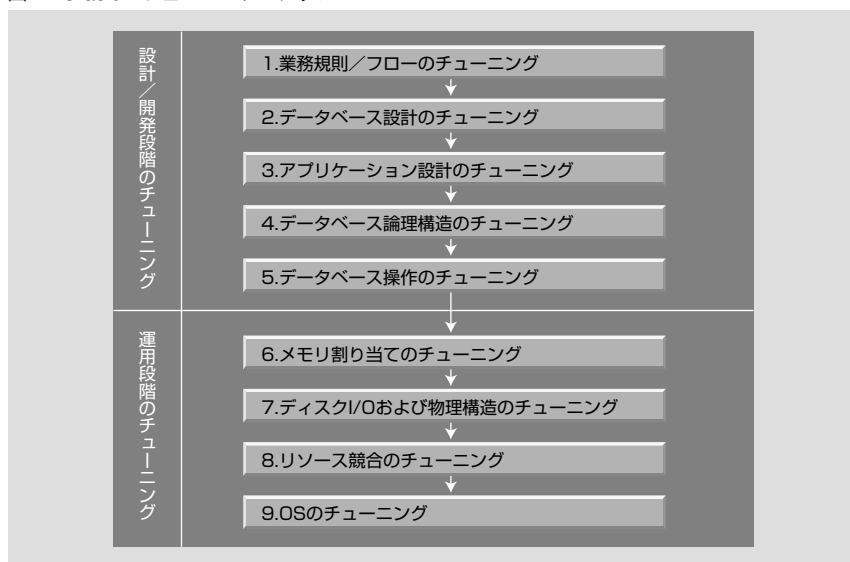 設計／開発段階のチューニング
1.業務規則／フローのチューニング
2.データベース設計のチューニング
3.アプリケーション設計のチューニング
4.データベース論理構造のチューニング
5.データベース操作のチューニング
運用段階のチューニング
6.メモリ割り当てのチューニング
7.ディスクI/Oおよび物理構造のチューニング
8.リソース競合のチューニング
9.OSのチューニング